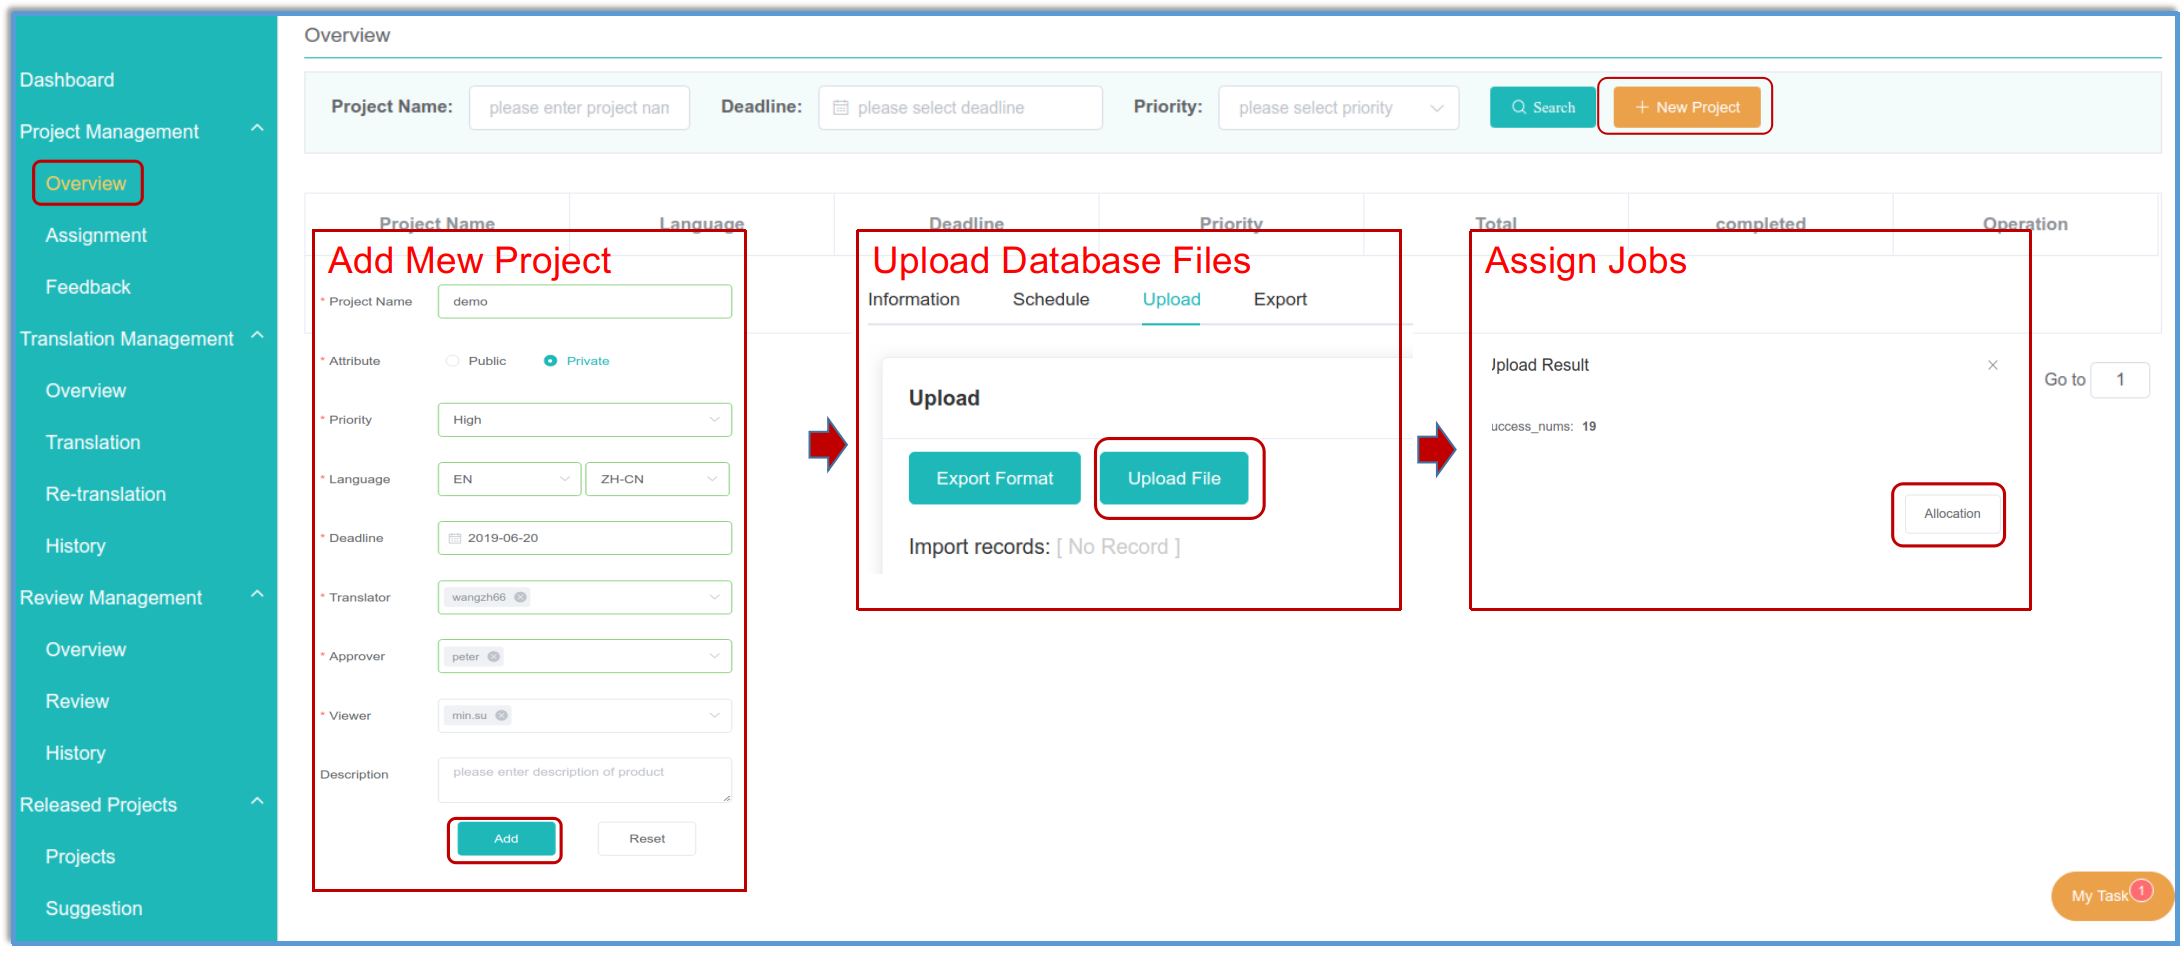 Dashboard
Project Management
Overview
Assignment
Feedback
Translation Management
Overview
Translation
Re-translation
History
Review Management
Overview
Review
History
Released Projects
Projects
Suggestion
Overview
Project Name: please enter project nan Deadline: please select deadline Priority: please select priority Search + New Project
Project Name Language Deadline Priority Total completed Operation
Add Mew Project
* Project Name demo
* Attribute Public Private
* Priority High
* Language EN ZH-CN
* Deadline 2019-06-20
* Translator wangzh66
* Approver peter
* Viewer min.su
Description please enter description of product
Add Reset
Upload Database Files
Information Schedule Upload Export
Upload
Export Format Upload File
Import records: [ No Record ]
Assign Jobs
Jpload Result
uccess_nums: 19
Allocation
Go to 1
My Task 1